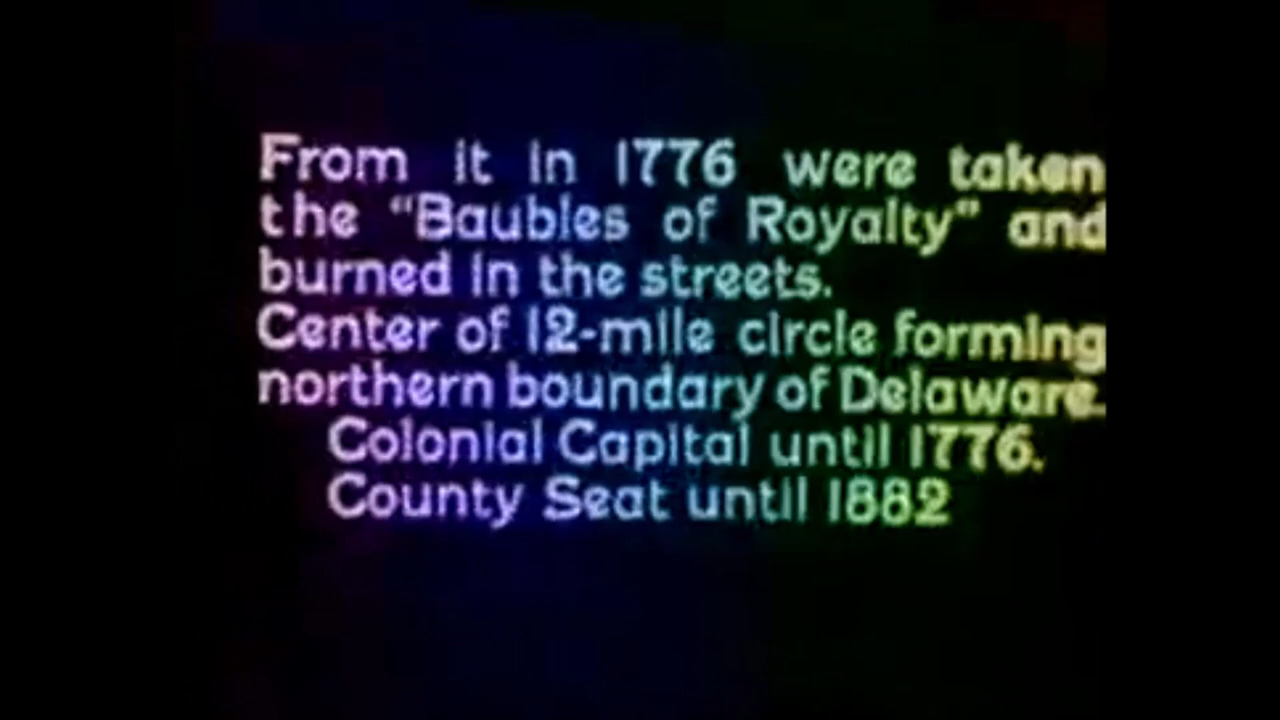 From it in 1776 were taken
the “Baubles of Royalty” and
burned in the streets.
Center of 12-mile circle forming
northern boundary of Delaware.
Colonial Capital until 1776.
County Seat until 1882